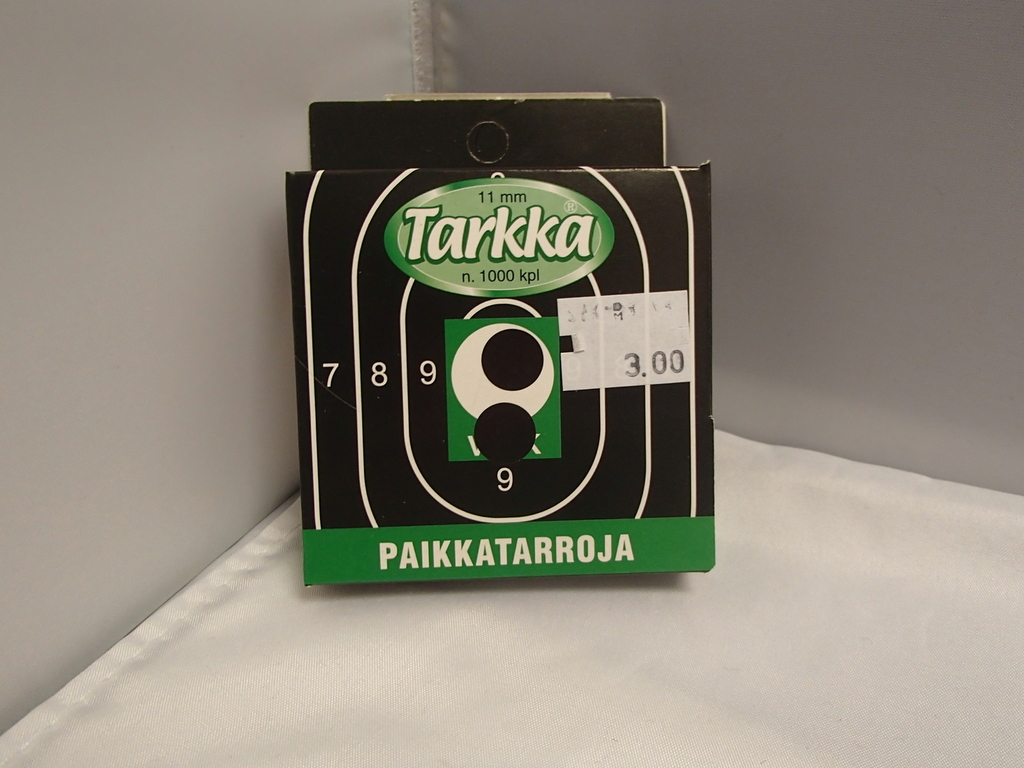 11 mm
Tarkka®
n. 1000 kpl
3.00
7 8 9
9
PAIKKATARROJA